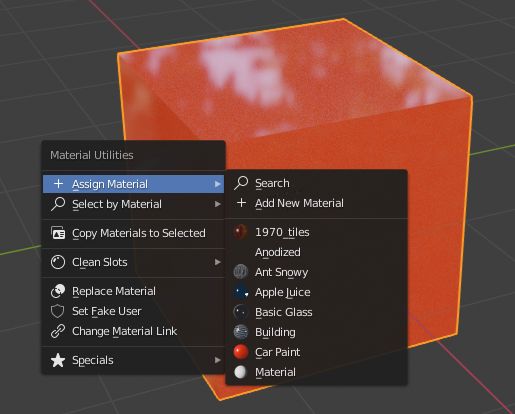 Material Utilities
Assign Material
Select by Material
Copy Materials to Selected
Clean Slots
Replace Material
Set Fake User
Change Material Link
Specials
Search
Add New Material
1970_tiles
Anodized
Ant Snowy
Apple Juice
Basic Glass
Building
Car Paint
Material